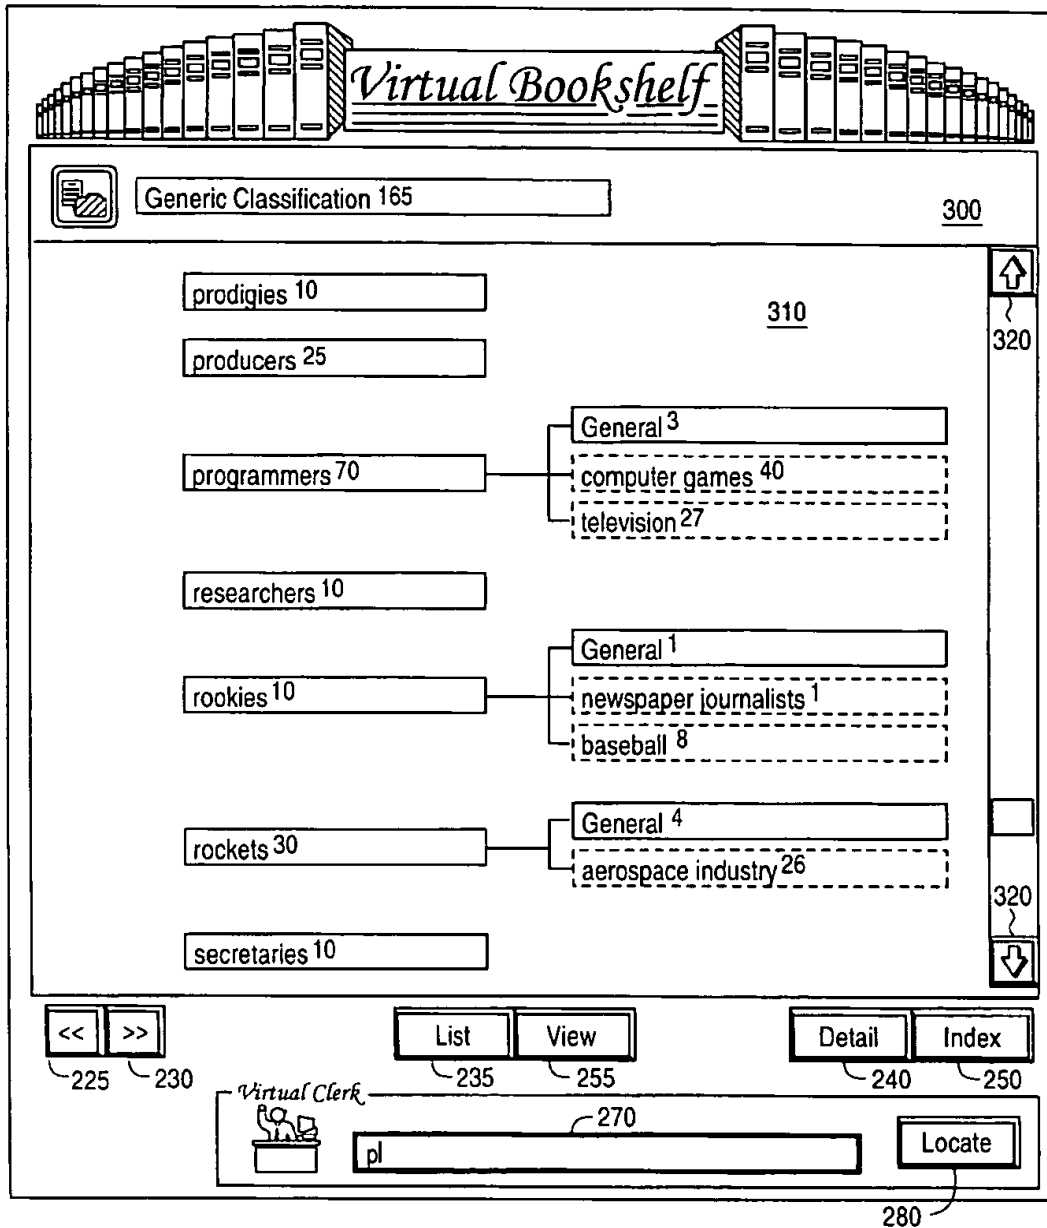 Virtual Bookshelf
Generic Classification 165
300
prodigies 10
310
320
producers 25
General 3
programmers 70
computer games 40
television 27
researchers 10
General 1
rookies 10
newspaper journalists 1
baseball 8
General 4
rockets 30
aerospace industry 26
320
secretaries 10
<< >> List View Detail Index
225 230 235 255 240 250
Virtual Clerk
270
pl
Locate
280